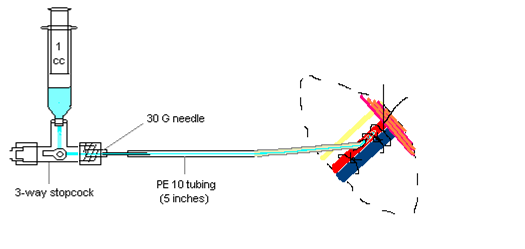 1
cc
30 G needle
3-way stopcock
PE 10 tubing
(5 inches)